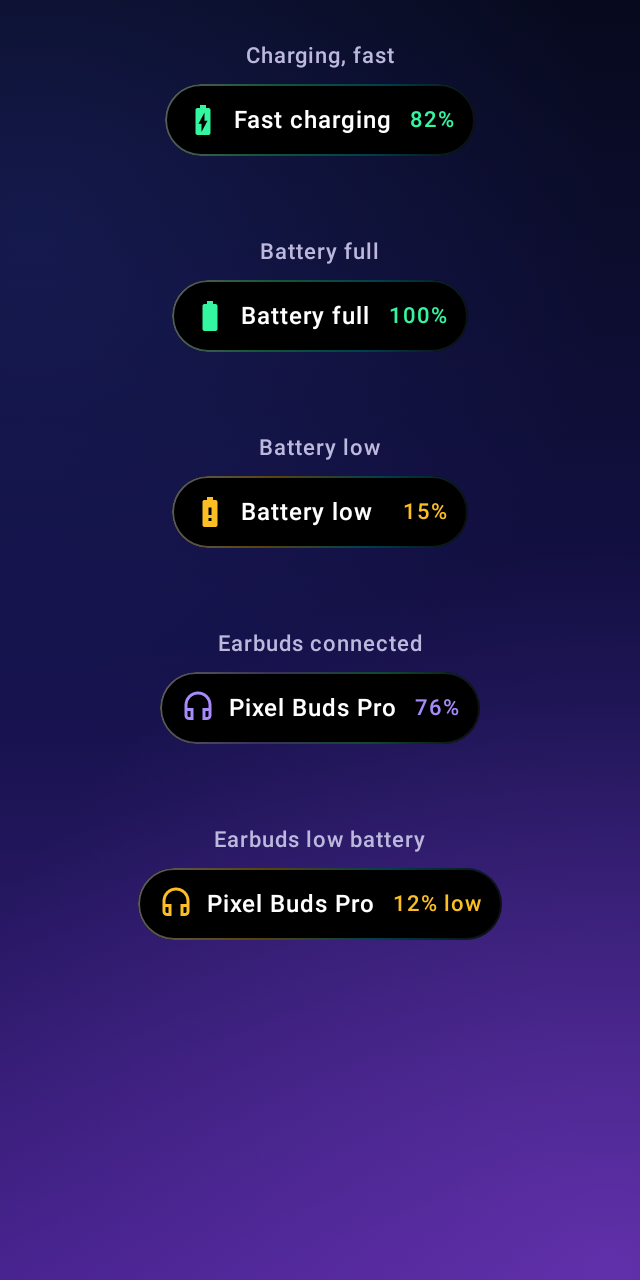 Charging, fast
Fast charging 82%
Battery full
Battery full 100%
Battery low
Battery low 15%
Earbuds connected
Pixel Buds Pro 76%
Earbuds low battery
Pixel Buds Pro 12% low